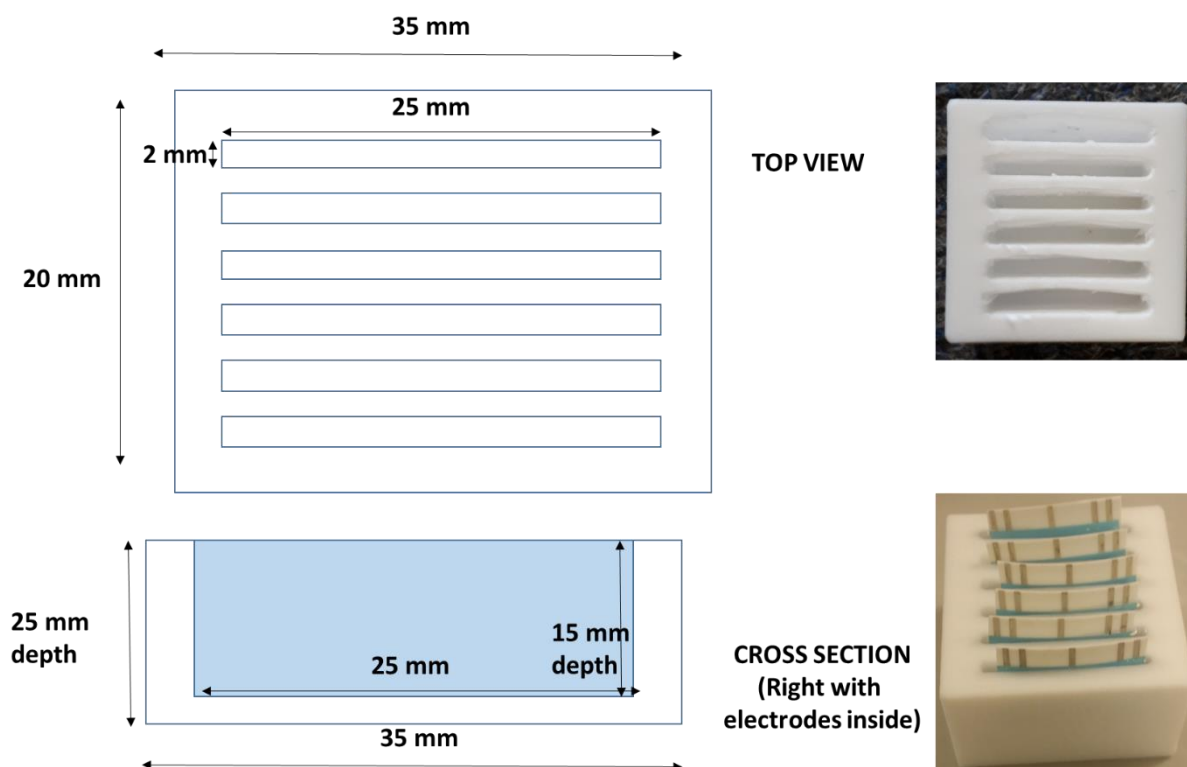 35 mm
25 mm
2 mm
TOP VIEW
20 mm
25 mm
depth
15 mm
depth
25 mm
CROSS SECTION
(Right with
electrodes inside)
35 mm